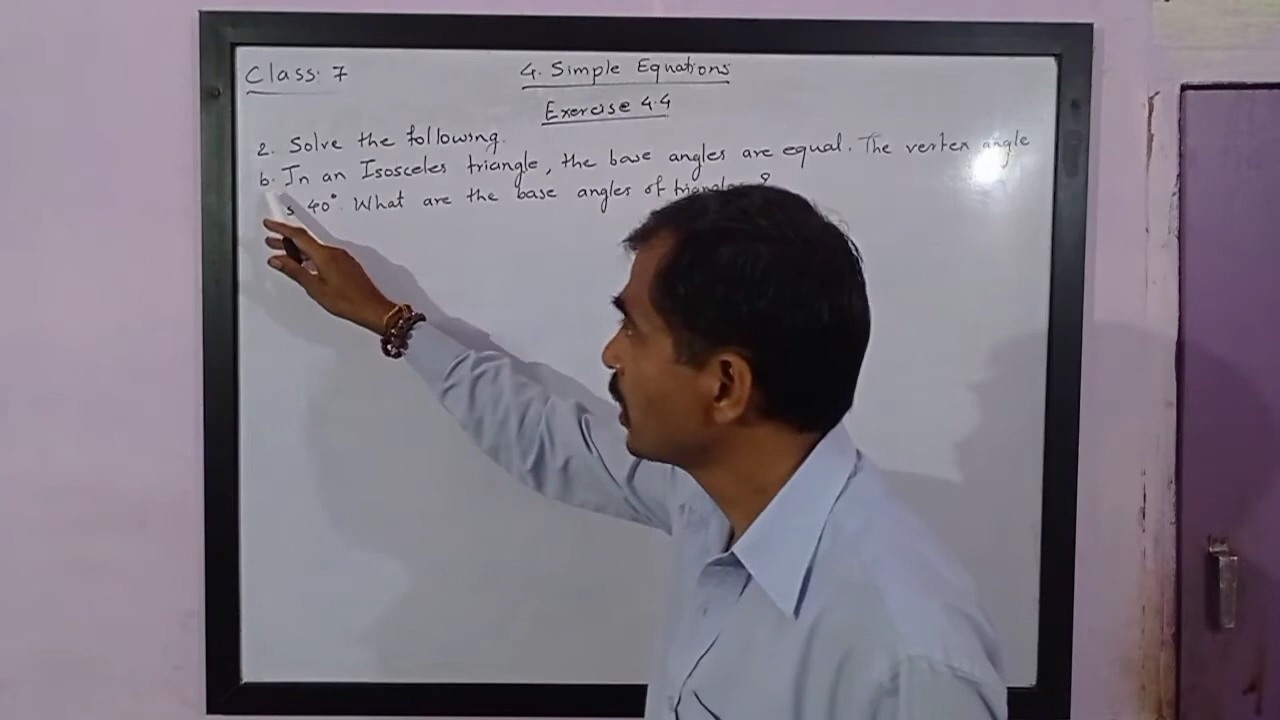 Class: 7
4. Simple Equations
Exercise 4.4
2. Solve the following.
b. In an Isosceles triangle, the base angles are equal. The vertex angle
s 40°. What are the base angles of triangle ?